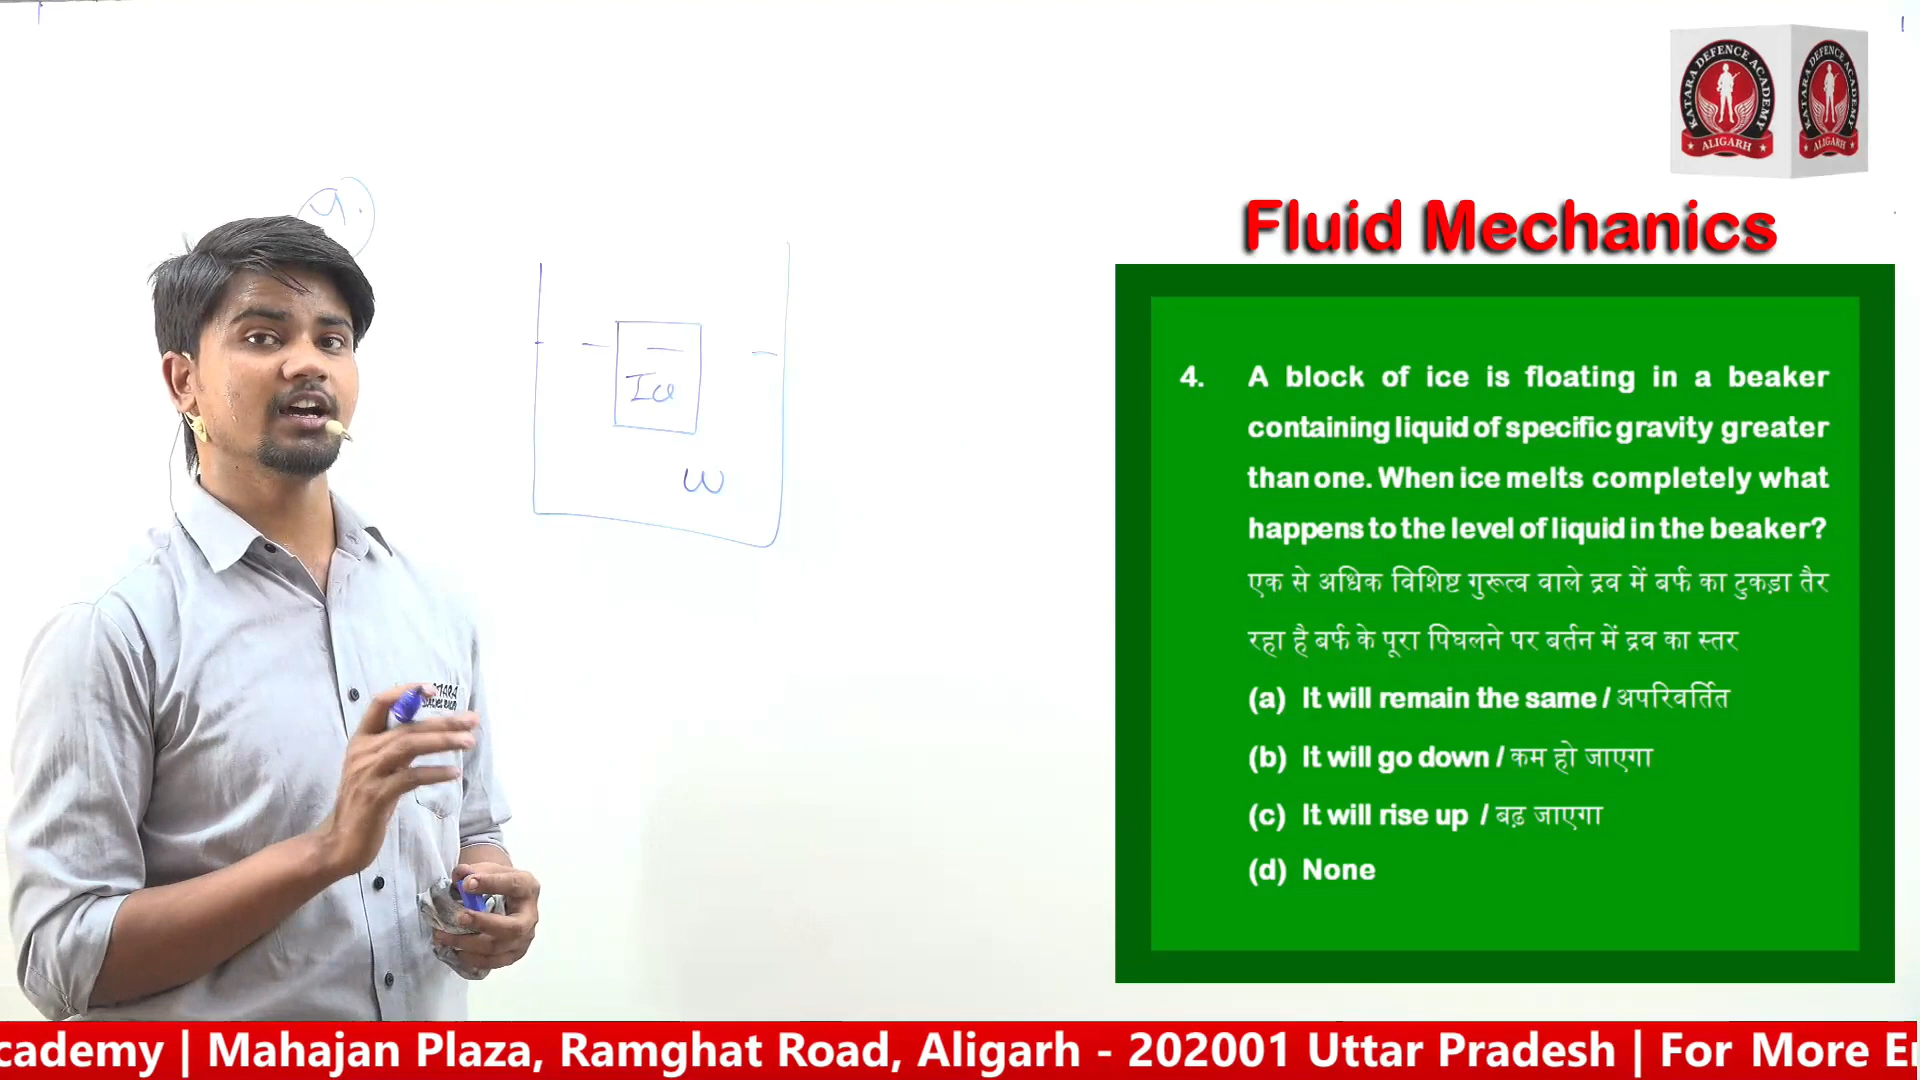 KATARA DEFENCE ACADEMY
ALIGARH
KATARA DEFENCE ACADEMY
ALIGARH
Fluid Mechanics
4. A block of ice is floating in a beaker
containing liquid of specific gravity greater
than one. When ice melts completely what
happens to the level of liquid in the beaker?
एक से अधिक विशिष्ट गुरूत्व वाले द्रव में बर्फ का टुकड़ा तैर
रहा है बर्फ के पूरा पिघलने पर बर्तन में द्रव का स्तर
(a) It will remain the same / अपरिवर्तित
(b) It will go down / कम हो जाएगा
(c) It will rise up / बढ़ जाएगा
(d) None
Ice
W
cademy | Mahajan Plaza, Ramghat Road, Aligarh - 202001 Uttar Pradesh | For More